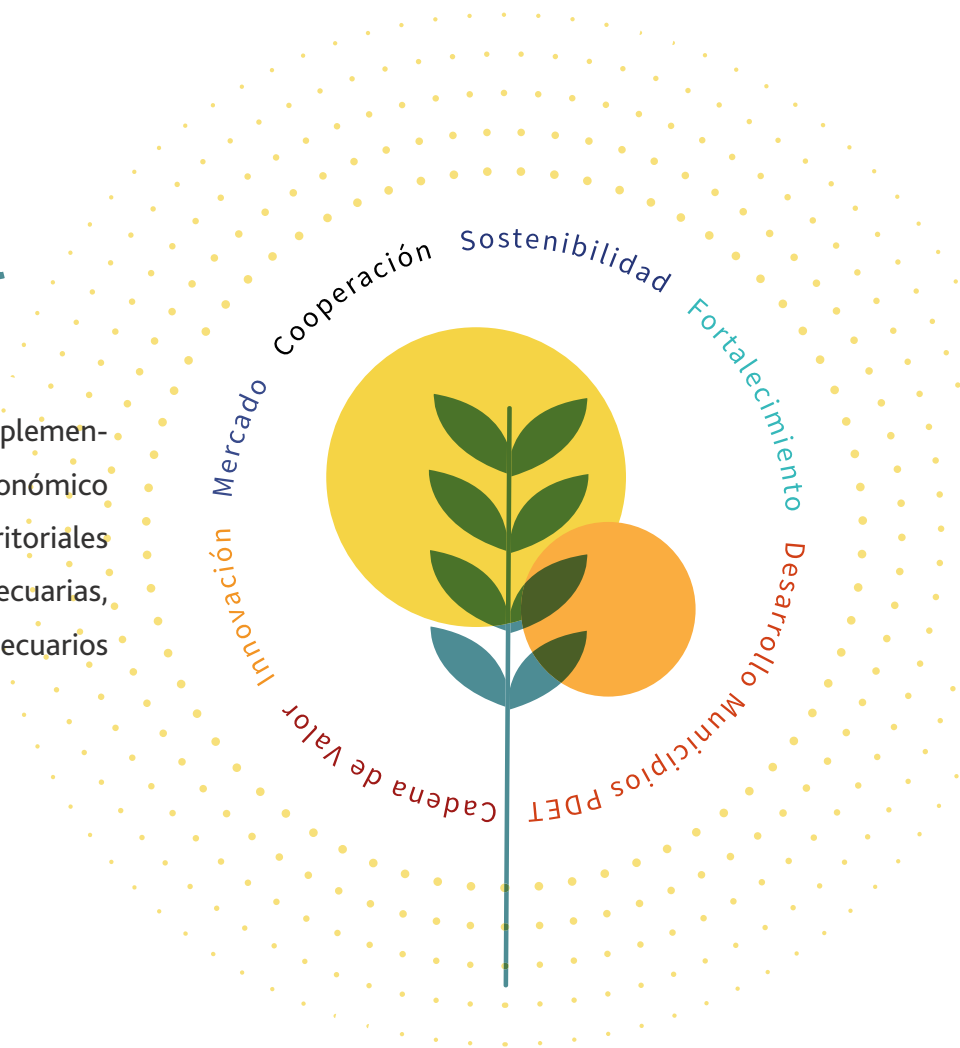 Cooperación
Sostenibilidad
Fortalecimiento
Desarrollo Municipios PDET
Cadena de Valor
Innovación
Mercado
plemen-
onómico
ritoriales
ecuarias,
ecuarios